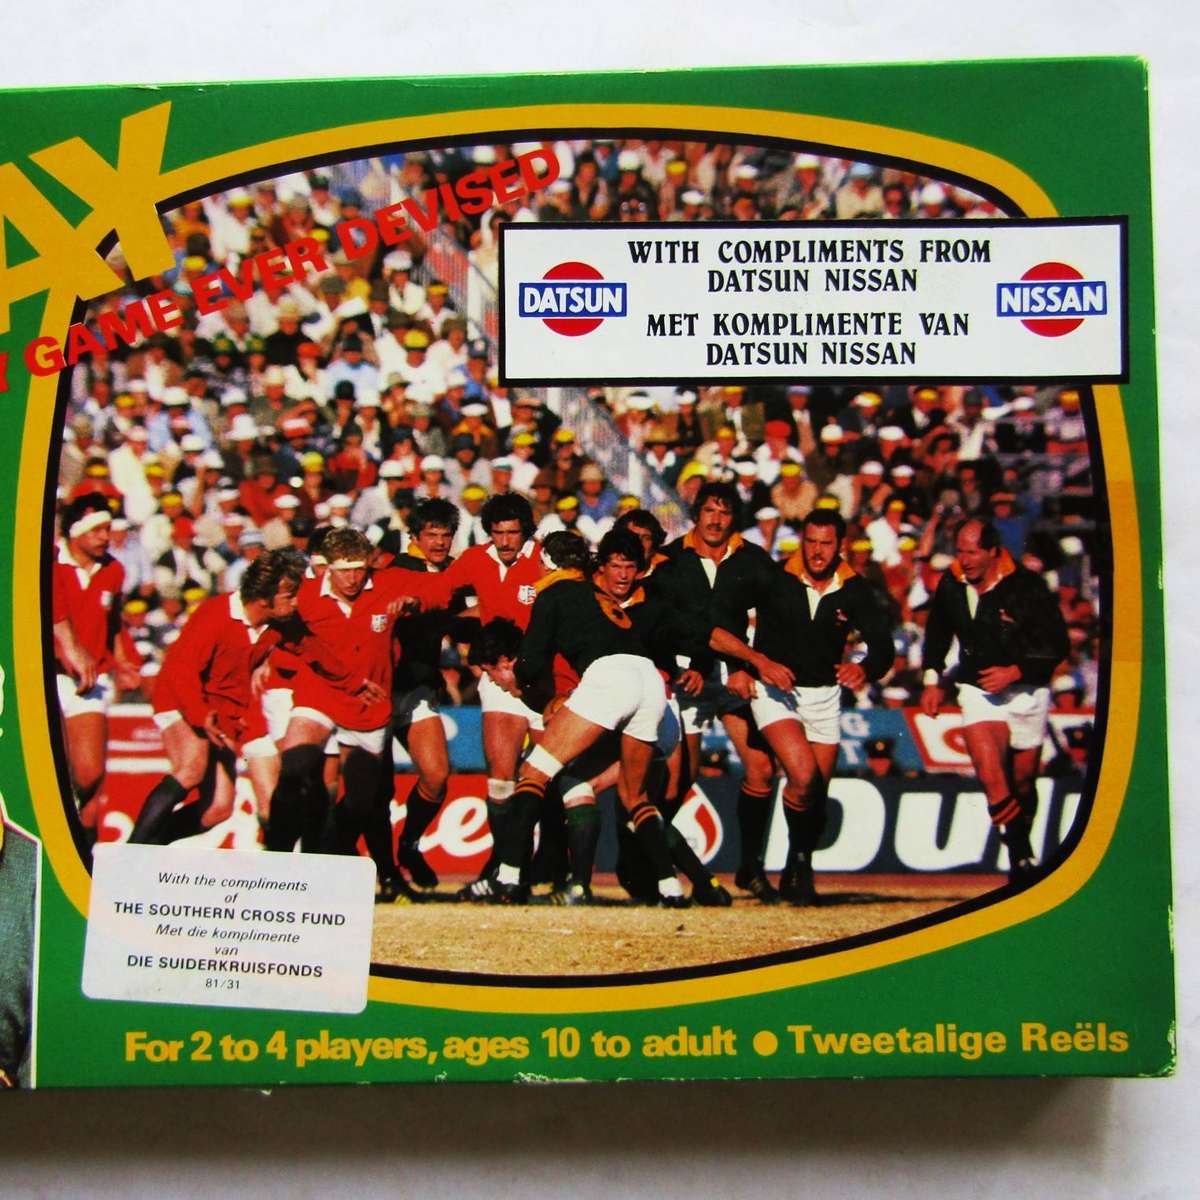 AY
Y GAME EVER DEVISED
WITH COMPLIMENTS FROM
DATSUN NISSAN
MET KOMPLIMENTE VAN
DATSUN NISSAN
DATSUN
NISSAN
Dul
With the compliments
of
THE SOUTHERN CROSS FUND
Met die komplimente
van
DIE SUIDERKRUISFONDS
81/31
For 2 to 4 players, ages 10 to adult ● Tweetalige Reëls